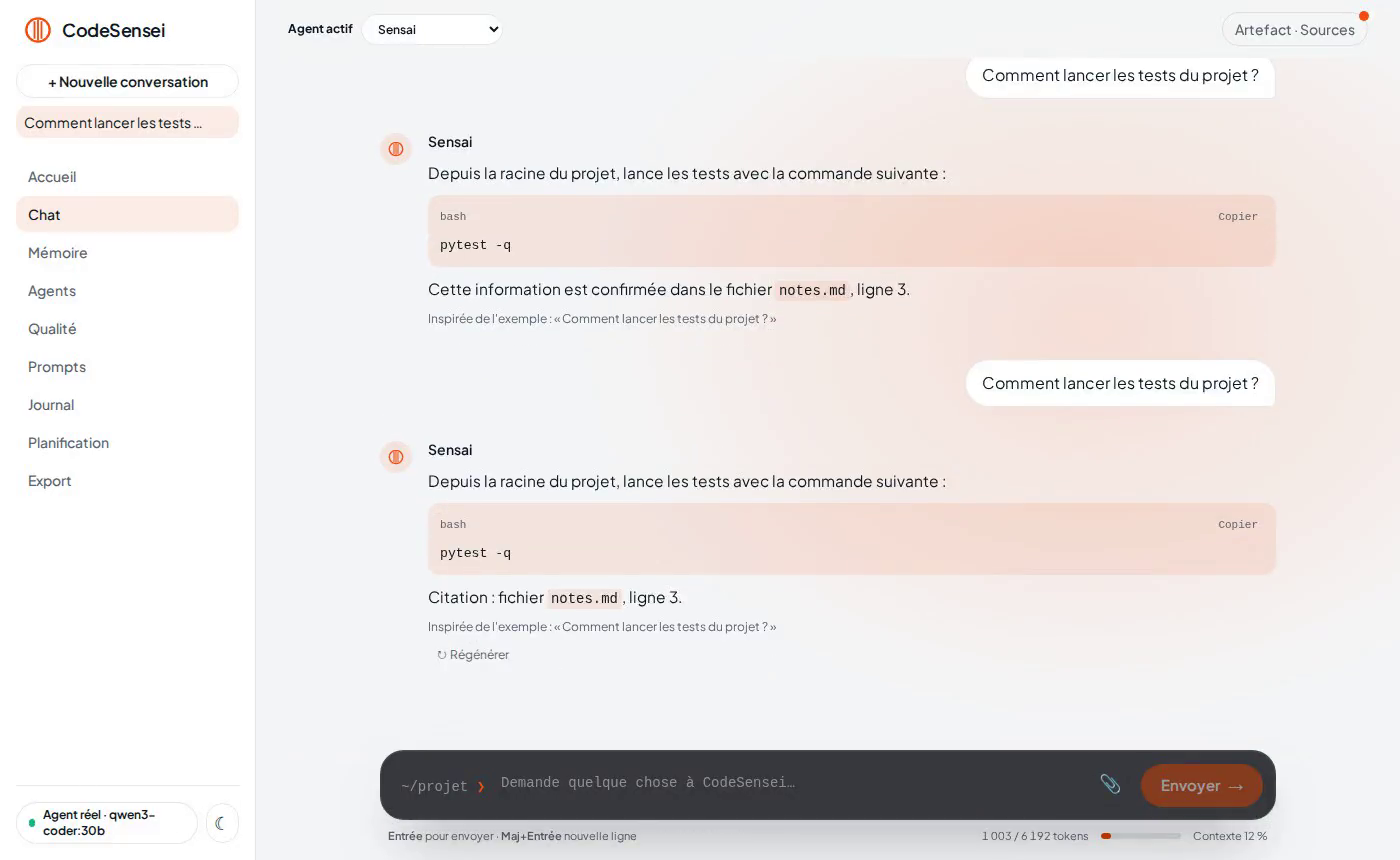 CodeSensei
+ Nouvelle conversation
Comment lancer les tests …
Accueil
Chat
Mémoire
Agents
Qualité
Prompts
Journal
Planification
Export
Agent réel · qwen3-
coder:30b
Agent actif
Sensai
Artefact · Sources
Comment lancer les tests du projet ?
Sensai
Depuis la racine du projet, lance les tests avec la commande suivante :
bash
Copier
pytest -q
Cette information est confirmée dans le fichier notes.md, ligne 3.
Inspirée de l'exemple : « Comment lancer les tests du projet ? »
Comment lancer les tests du projet ?
Sensai
Depuis la racine du projet, lance les tests avec la commande suivante :
bash
Copier
pytest -q
Citation : fichier notes.md, ligne 3.
Inspirée de l'exemple : « Comment lancer les tests du projet ? »
↻ Régénérer
~/projet ❯ Demande quelque chose à CodeSensei…
Envoyer →
Entrée pour envoyer · Maj+Entrée nouvelle ligne
1 003 / 6 192 tokens
Contexte 12 %